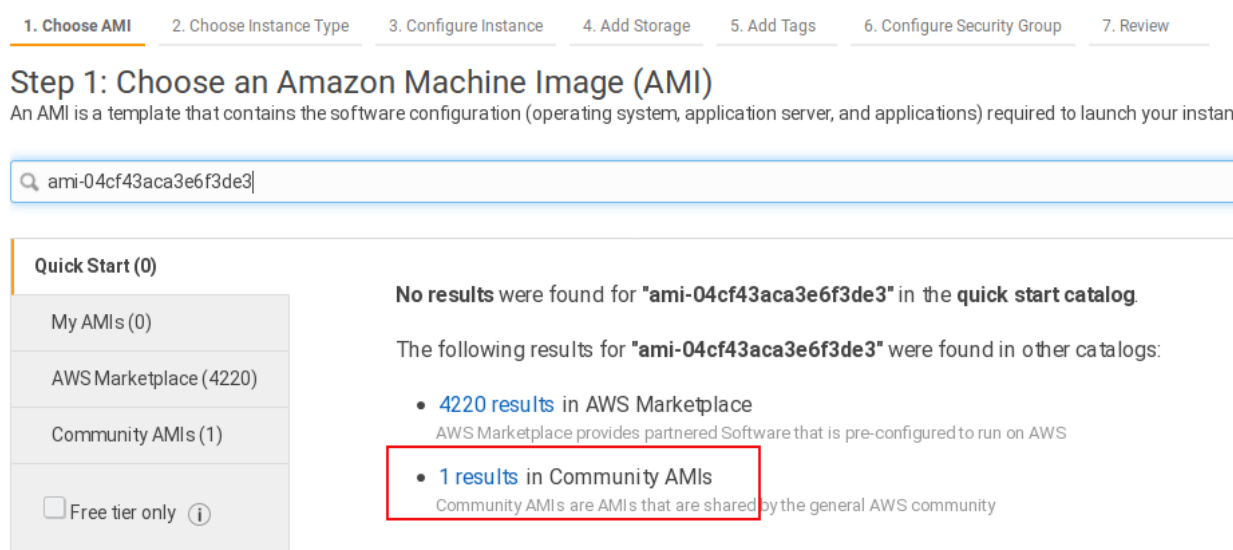 1. Choose AMI 2. Choose Instance Type 3. Configure Instance 4. Add Storage 5. Add Tags 6. Configure Security Group 7. Review
Step 1: Choose an Amazon Machine Image (AMI)
An AMI is a template that contains the software configuration (operating system, application server, and applications) required to launch your instan
ami-04cf43aca3e6f3de3
Quick Start (0)
My AMIs (0)
AWS Marketplace (4220)
Community AMIs (1)
Free tier only i
No results were found for "ami-04cf43aca3e6f3de3" in the quick start catalog.
The following results for "ami-04cf43aca3e6f3de3" were found in other catalogs:
• 4220 results in AWS Marketplace
AWS Marketplace provides partnered Software that is pre-configured to run on AWS
• 1 results in Community AMIs
Community AMIs are AMIs that are shared by the general AWS community